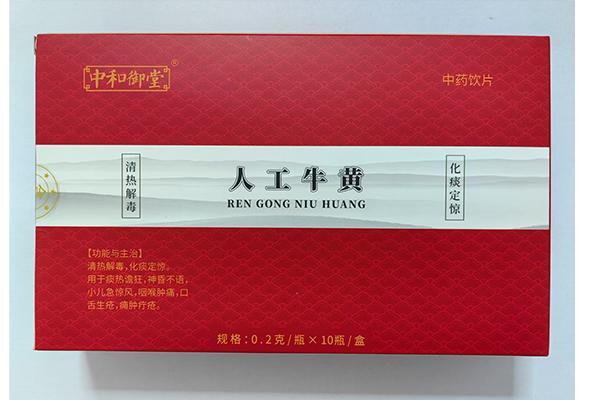 中和御堂®
中药饮片
清热解毒
人工牛黄
REN GONG NIU HUANG
化痰定惊
【功能与主治】
清热解毒,化痰定惊。
用于痰热谵狂,神昏不语,
小儿急惊风,咽喉肿痛,口
舌生疮,痈肿疔疮。
规格:0.2克/瓶×10瓶/盒